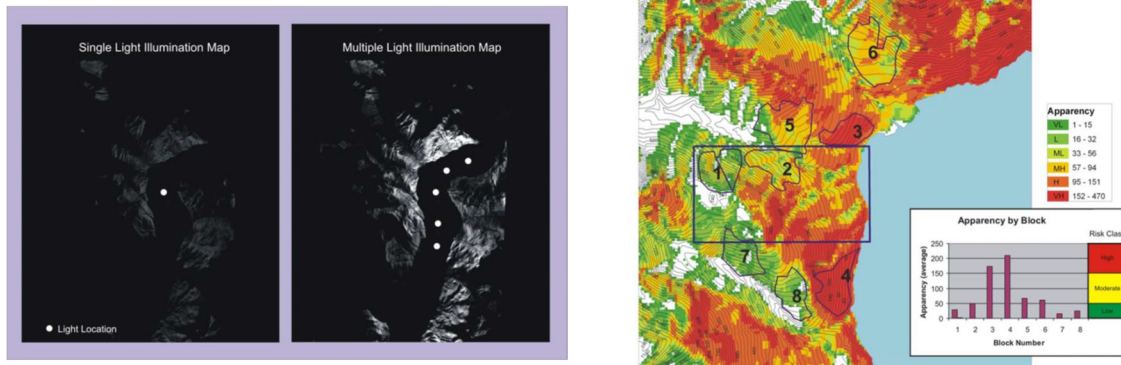 Single Light Illumination Map
Light Location
Multiple Light Illumination Map
6
5
3
1
2
7
4
8
Apparency
VL 1 - 15
L 16 - 32
ML 33 - 56
MH 57 - 94
H 95 - 151
VH 152 - 470
Apparency by Block
Risk Clas
Apparency (average)
250
200
150
100
50
0
High
Moderate
Low
1 2 3 4 5 6 7 8
Block Number